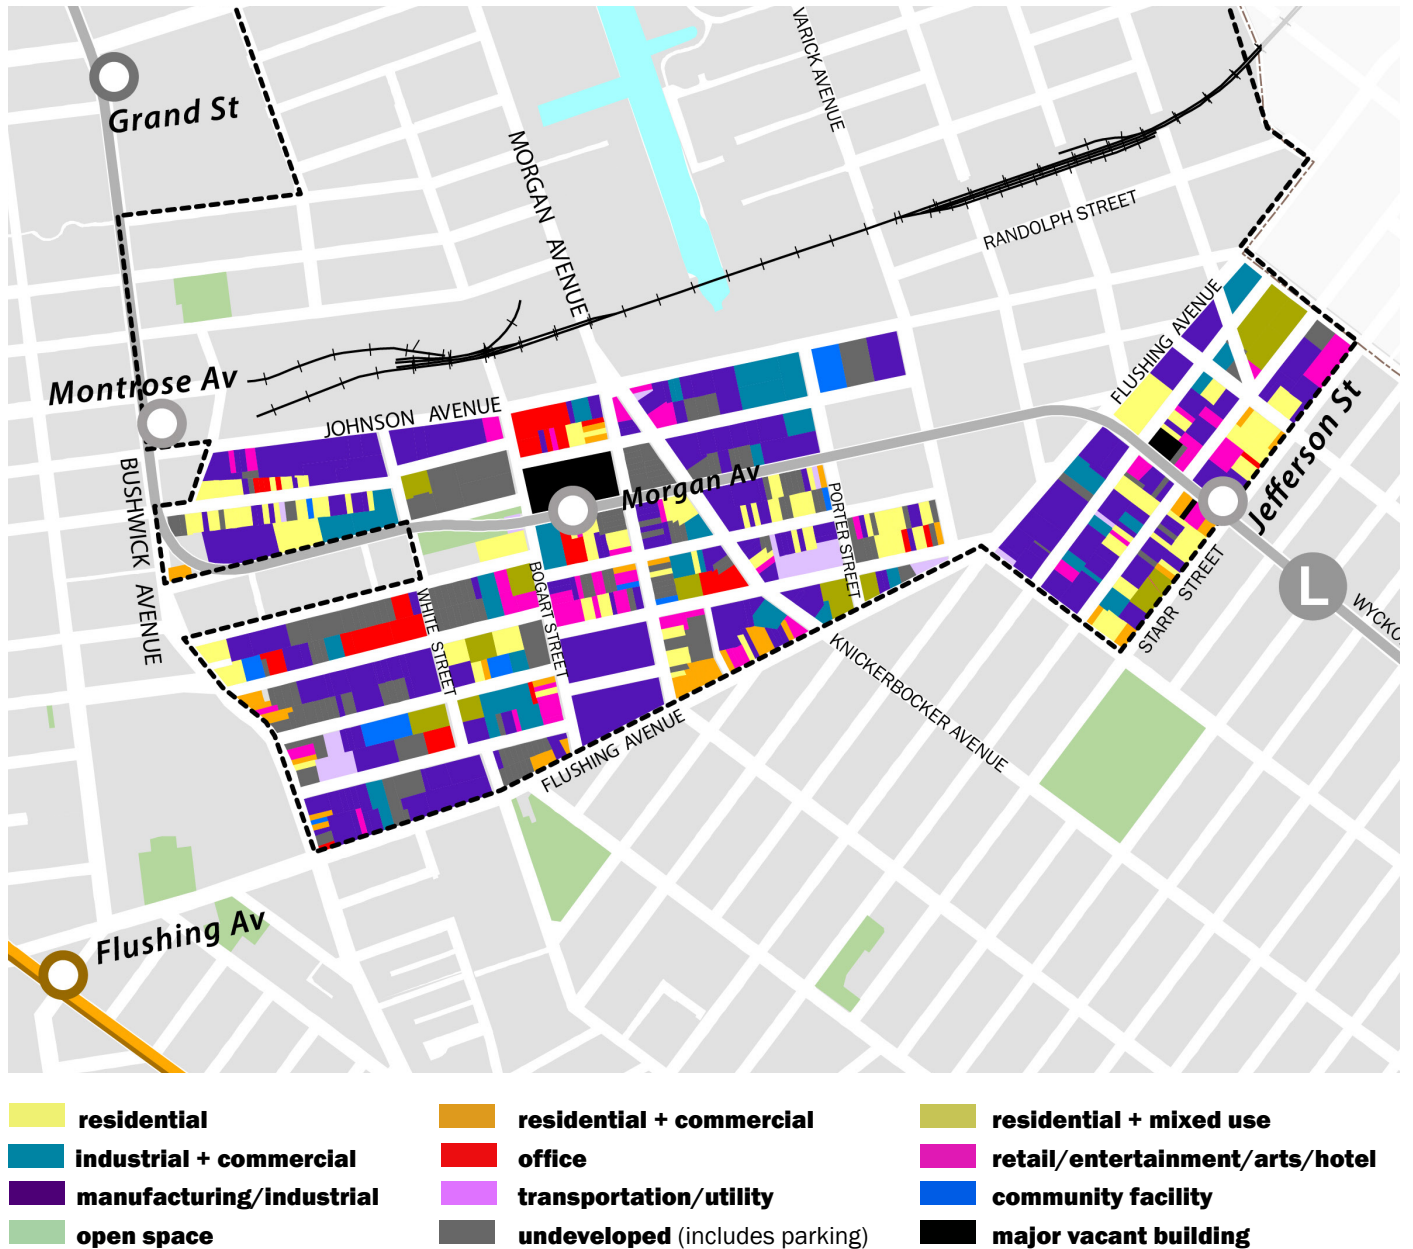 VARICK AVENUE
Grand St
MORGAN AVENUE
RANDOLPH STREET
FLUSHING AVENUE
Montrose Av
JOHNSON AVENUE
Jefferson St
BUSHWICK AVENUE
Morgan Av
PORTER STREET
BOGART STREET
WHITE STREET
STARR STREET
L
WYCKO
KNICKERBOCKER AVENUE
FLUSHING AVENUE
Flushing Av
residential
residential + commercial
residential + mixed use
industrial + commercial
office
retail/entertainment/arts/hotel
manufacturing/industrial
transportation/utility
community facility
open space
undeveloped (includes parking)
major vacant building